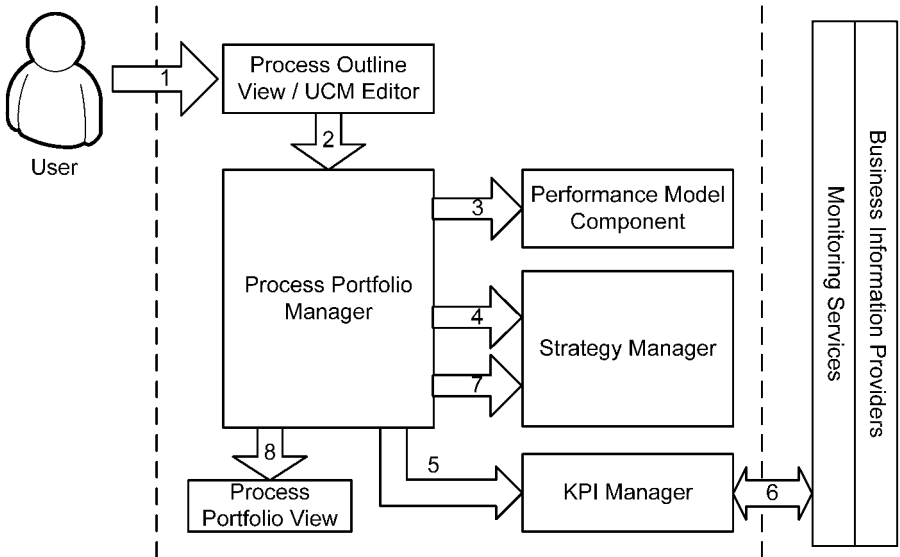 User
1
Process Outline
View / UCM Editor
2
Process Portfolio
Manager
3
Performance Model
Component
4
7
Strategy Manager
8
Process
Portfolio View
5
KPI Manager
6
Monitoring Services
Business Information Providers